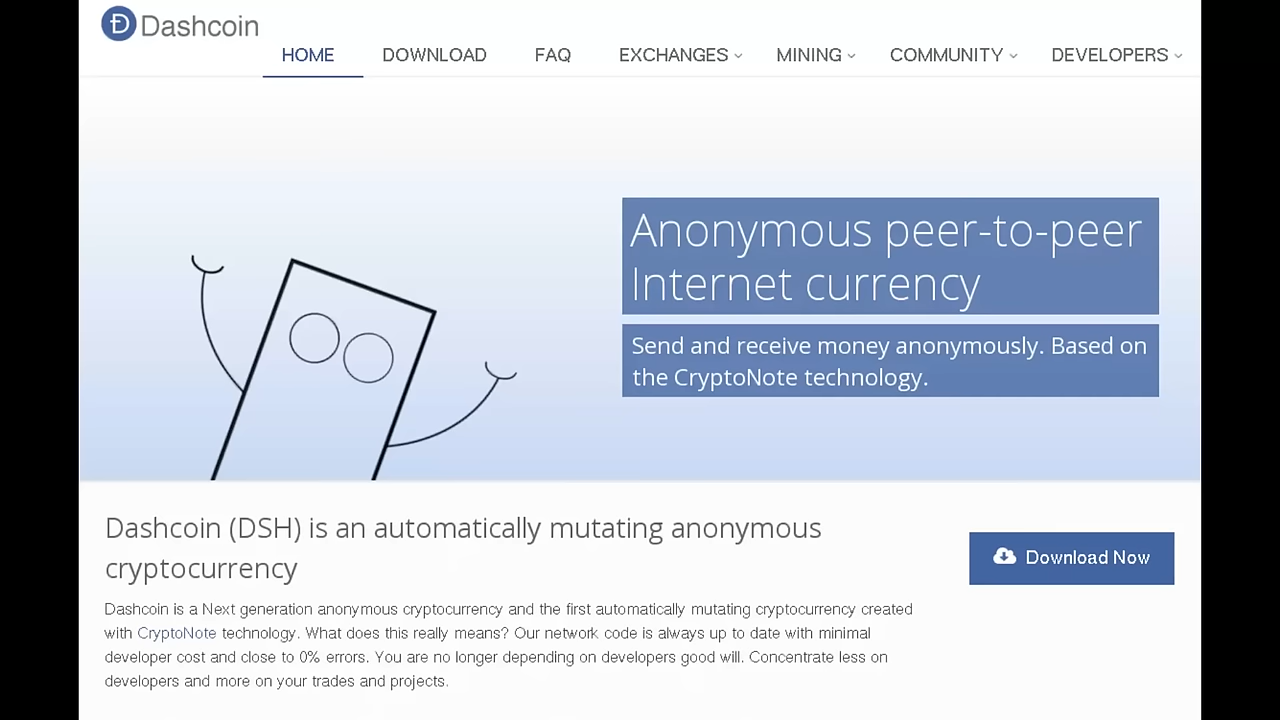 Dashcoin
HOME DOWNLOAD FAQ EXCHANGES MINING COMMUNITY DEVELOPERS
Anonymous peer-to-peer
Internet currency
Send and receive money anonymously. Based on
the CryptoNote technology.
Dashcoin (DSH) is an automatically mutating anonymous
cryptocurrency
Download Now
Dashcoin is a Next generation anonymous cryptocurrency and the first automatically mutating cryptocurrency created
with CryptoNote technology. What does this really means? Our network code is always up to date with minimal
developer cost and close to 0% errors. You are no longer depending on developers good will. Concentrate less on
developers and more on your trades and projects.